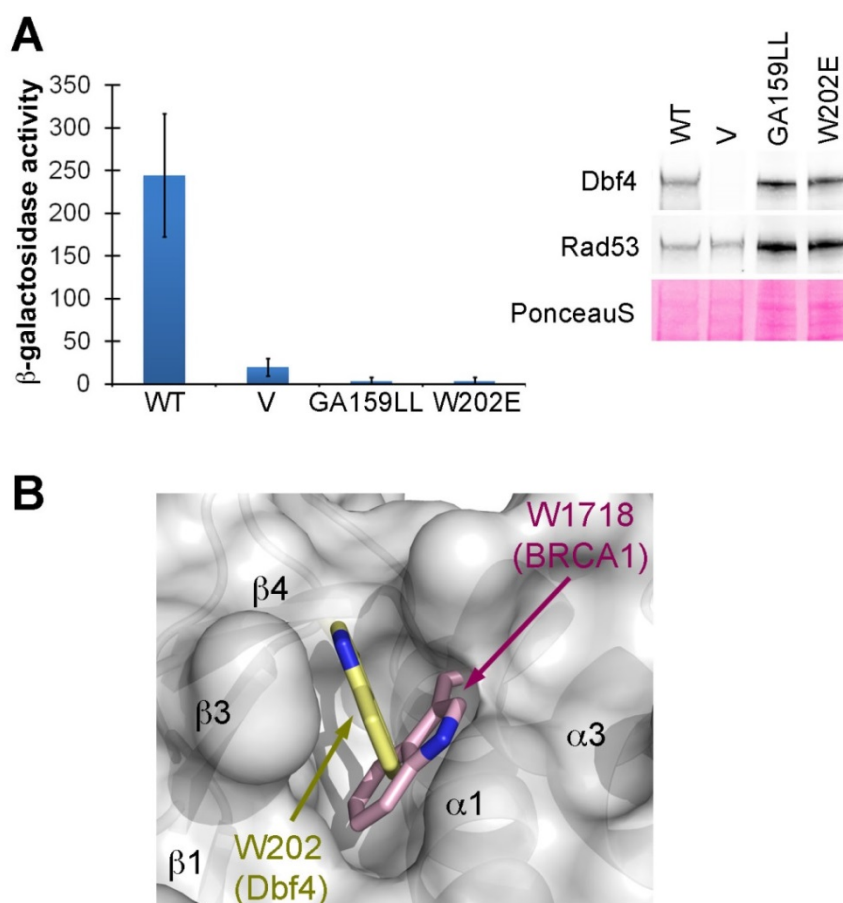 A
β-galactosidase activity
350
300
250
200
150
100
50
0
WT
V
GA159LL
W202E
WT
V
GA159LL
W202E
Dbf4
Rad53
PonceauS
B
W1718
(BRCA1)
β4
β3
α3
α1
W202
(Dbf4)
β1